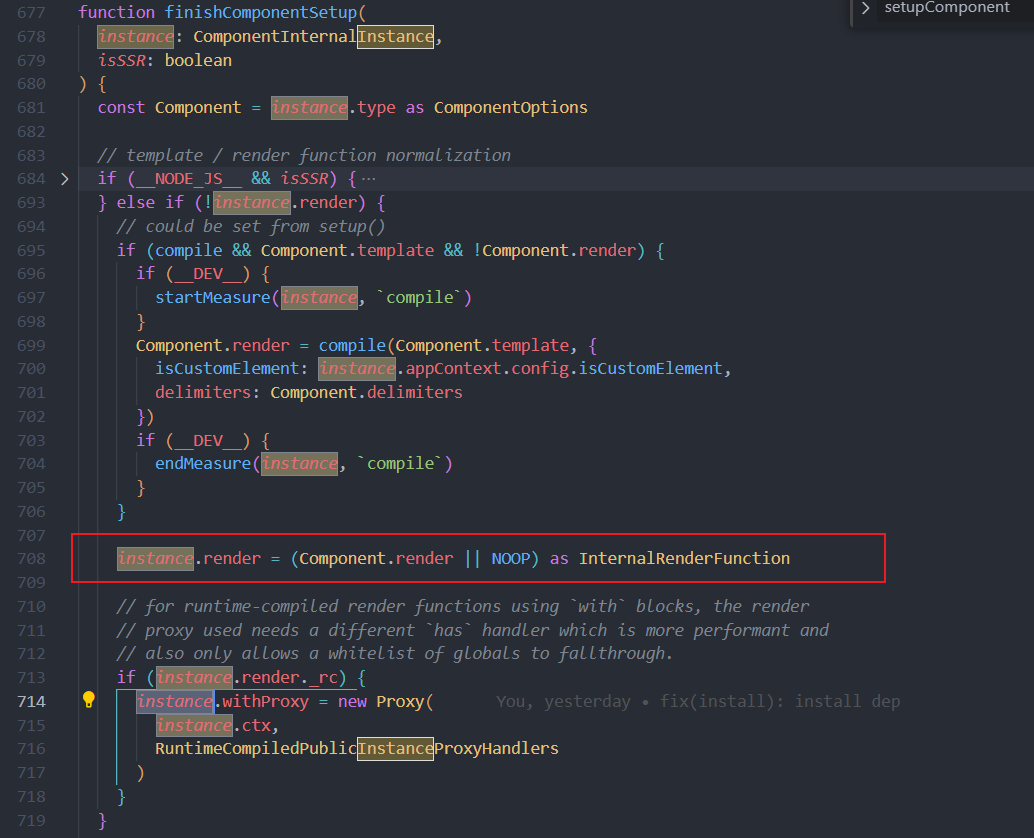 setupComponent
677 function finishComponentSetup(
678 instance: ComponentInternalInstance,
679 isSSR: boolean
680 ) {
681 const Component = instance.type as ComponentOptions
682
683 // template / render function normalization
684 if (__NODE_JS__ && isSSR) { ···
693 } else if (!instance.render) {
694 // could be set from setup()
695 if (compile && Component.template && !Component.render) {
696 if (__DEV__) {
697 startMeasure(instance, `compile`)
698 }
699 Component.render = compile(Component.template, {
700 isCustomElement: instance.appContext.config.isCustomElement,
701 delimiters: Component.delimiters
702 })
703 if (__DEV__) {
704 endMeasure(instance, `compile`)
705 }
706 }
707
708 instance.render = (Component.render || NOOP) as InternalRenderFunction
709
710 // for runtime-compiled render functions using `with` blocks, the render
711 // proxy used needs a different `has` handler which is more performant and
712 // also only allows a whitelist of globals to fallthrough.
713 if (instance.render._rc) {
714 instance.withProxy = new Proxy( You, yesterday • fix(install): install dep
715 instance.ctx,
716 RuntimeCompiledPublicInstanceProxyHandlers
717 )
718 }
719 }